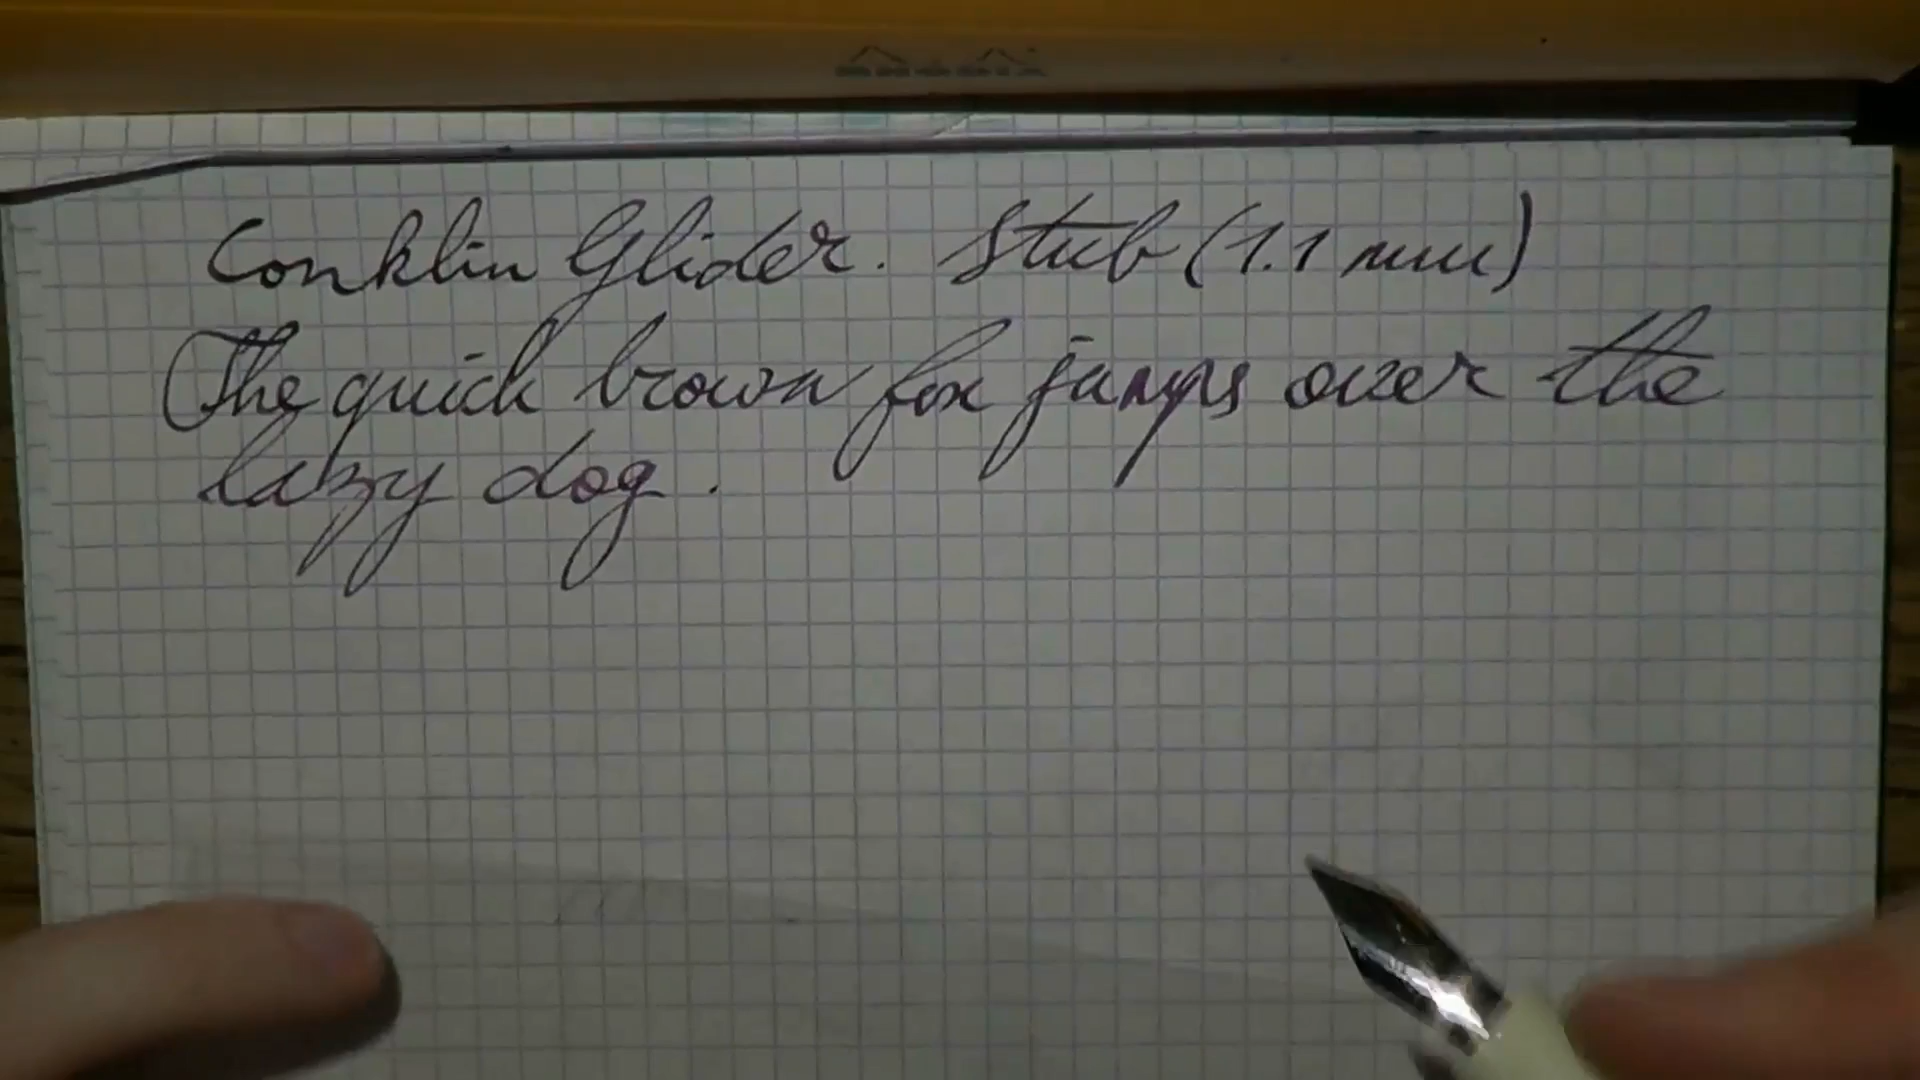 Conklin Glider. Stub (1.1 mm)
The quick brown fox jumps over the
lazy dog.